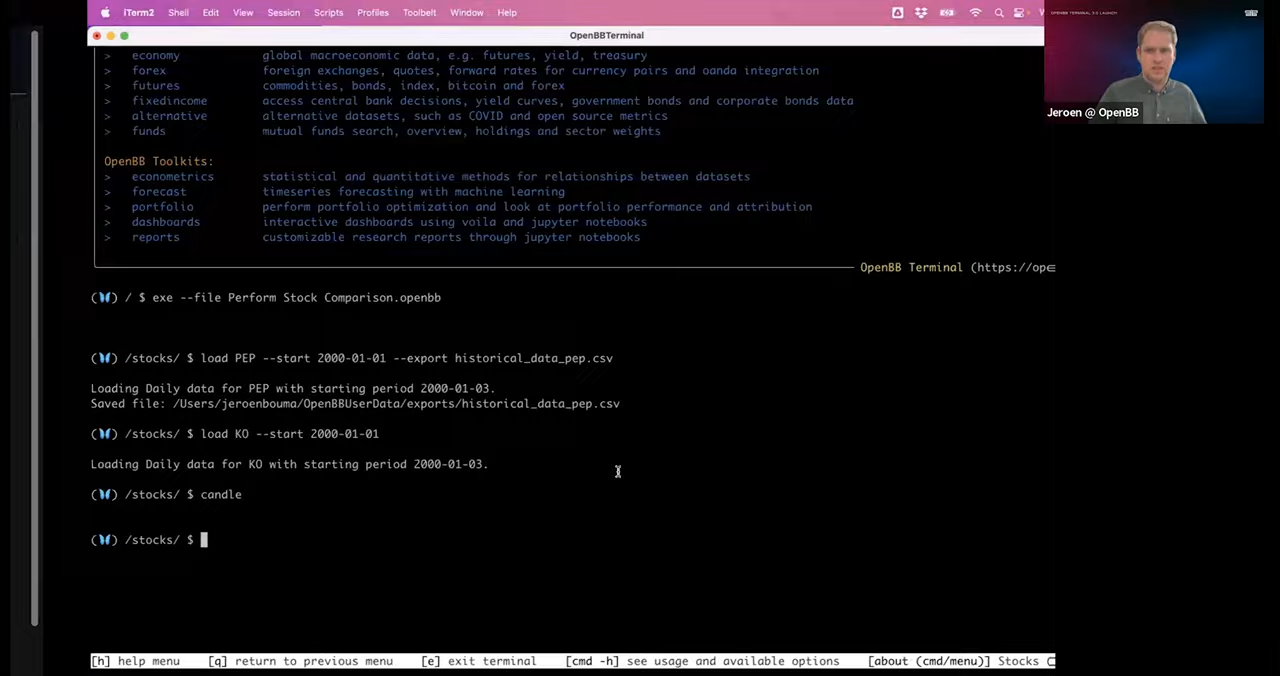 iTerm2 Shell Edit View Session Scripts Profiles Toolbelt Window Help
OpenBBTerminal
> economy global macroeconomic data, e.g. futures, yield, treasury
> forex foreign exchanges, quotes, forward rates for currency pairs and oanda integration
> futures commodities, bonds, index, bitcoin and forex
> fixedincome access central bank decisions, yield curves, government bonds and corporate bonds data
> alternative alternative datasets, such as COVID and open source metrics
> funds mutual funds search, overview, holdings and sector weights
OpenBB Toolkits:
> econometrics statistical and quantitative methods for relationships between datasets
> forecast timeseries forecasting with machine learning
> portfolio perform portfolio optimization and look at portfolio performance and attribution
> dashboards interactive dashboards using voila and jupyter notebooks
> reports customizable research reports through jupyter notebooks
OpenBB Terminal (https://ope
(🦋) / $ exe --file Perform Stock Comparison.openbb
(🦋) /stocks/ $ load PEP --start 2000-01-01 --export historical_data_pep.csv
Loading Daily data for PEP with starting period 2000-01-03.
Saved file: /Users/jeroenbouma/OpenBBUserData/exports/historical_data_pep.csv
(🦋) /stocks/ $ load KO --start 2000-01-01
Loading Daily data for KO with starting period 2000-01-03.
(🦋) /stocks/ $ candle
(🦋) /stocks/ $
[h] help menu [q] return to previous menu [e] exit terminal [cmd -h] see usage and available options [about (cmd/menu)] Stocks
Jeroen @ OpenBB